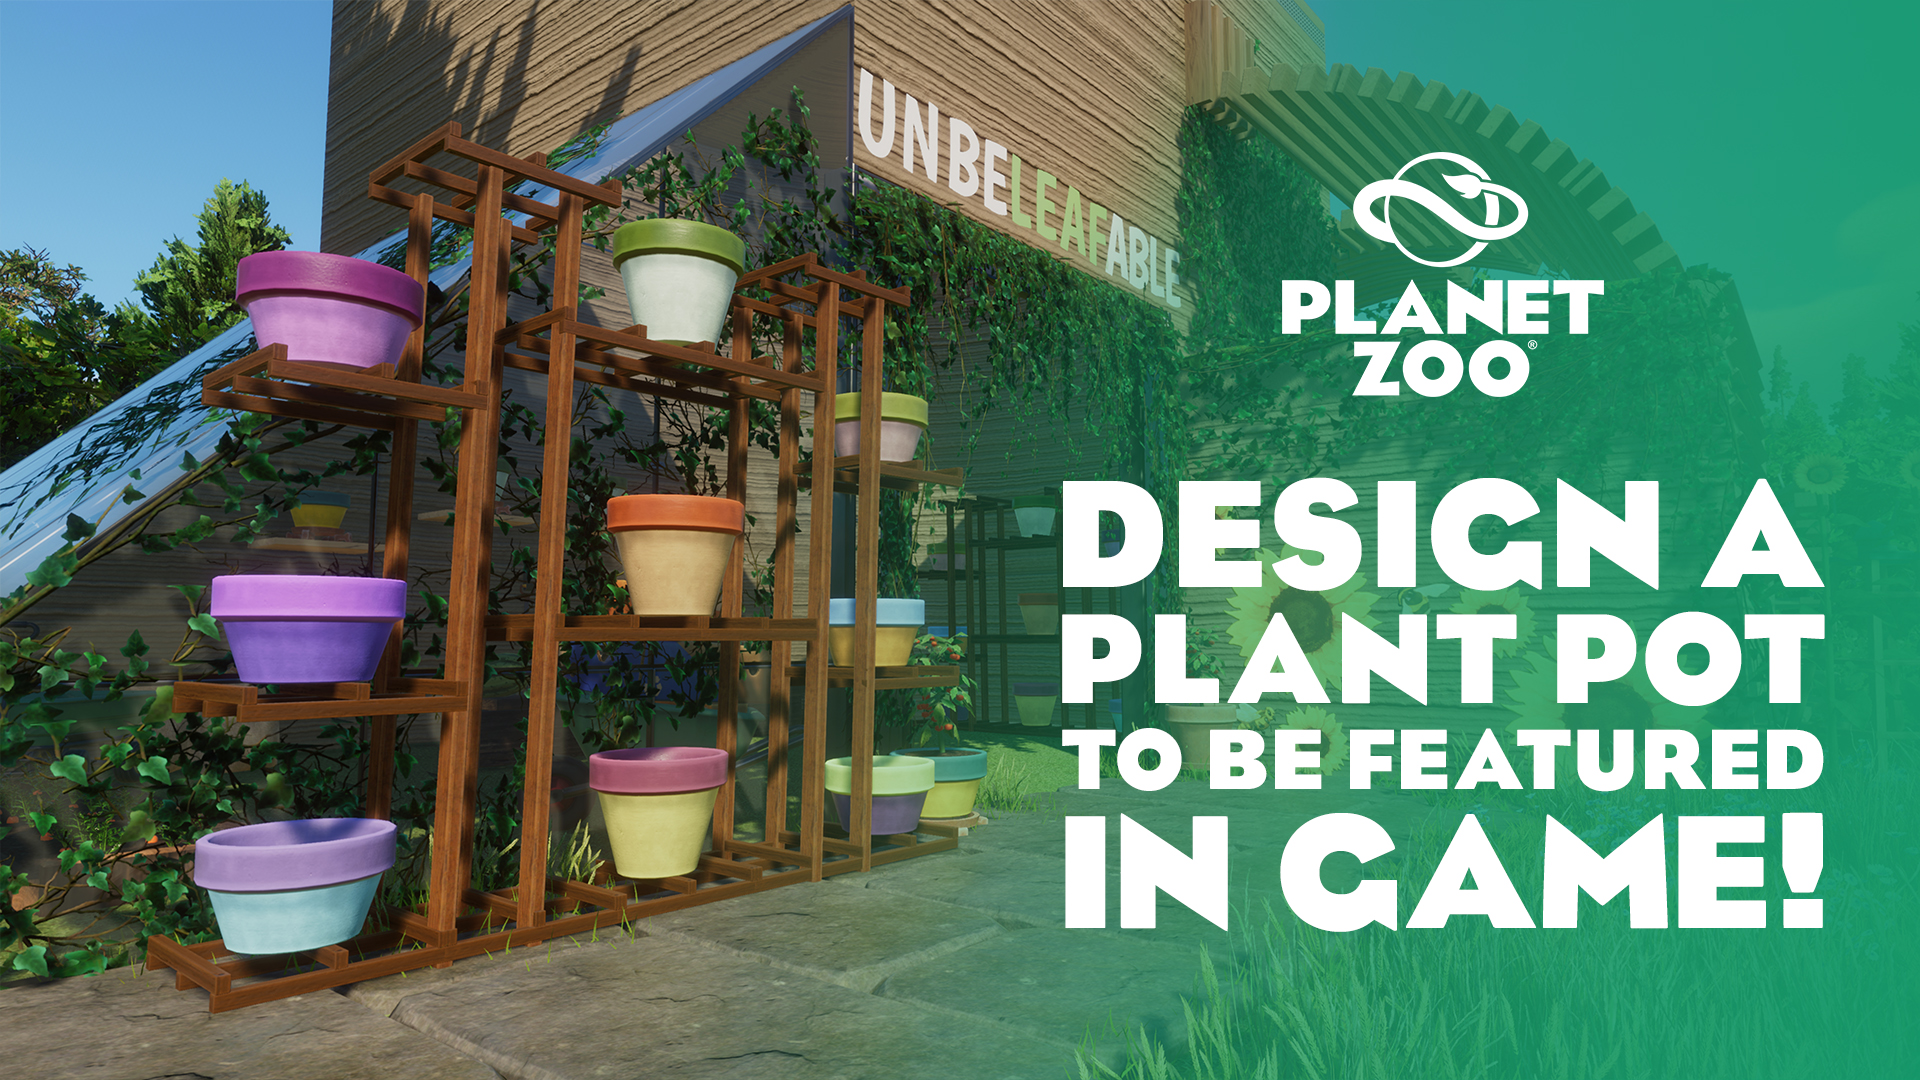 UNBELEAFABLE
PLANET
ZOO®
DESIGN A
PLANT POT
TO BE FEATURED
IN GAME!